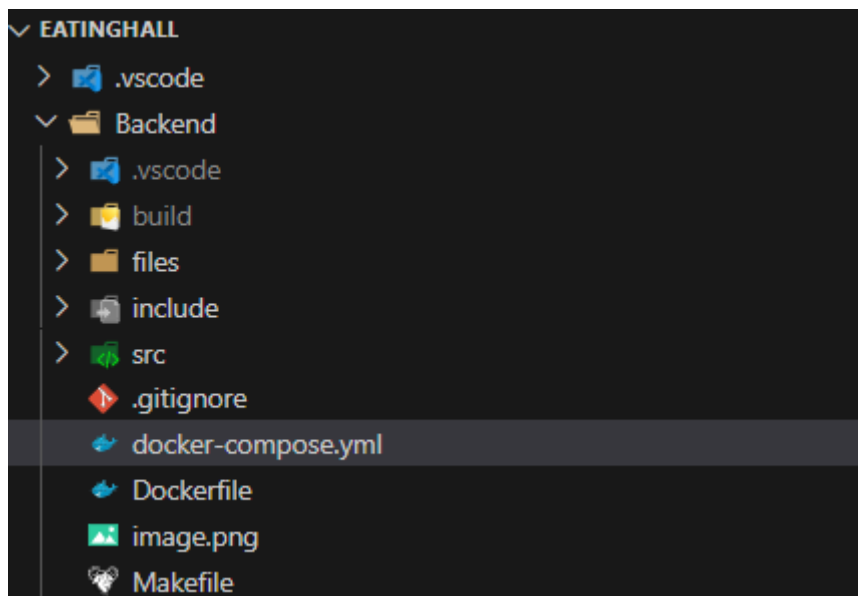 EATINGHALL
.vscode
Backend
.vscode
build
files
include
src
.gitignore
docker-compose.yml
Dockerfile
image.png
Makefile